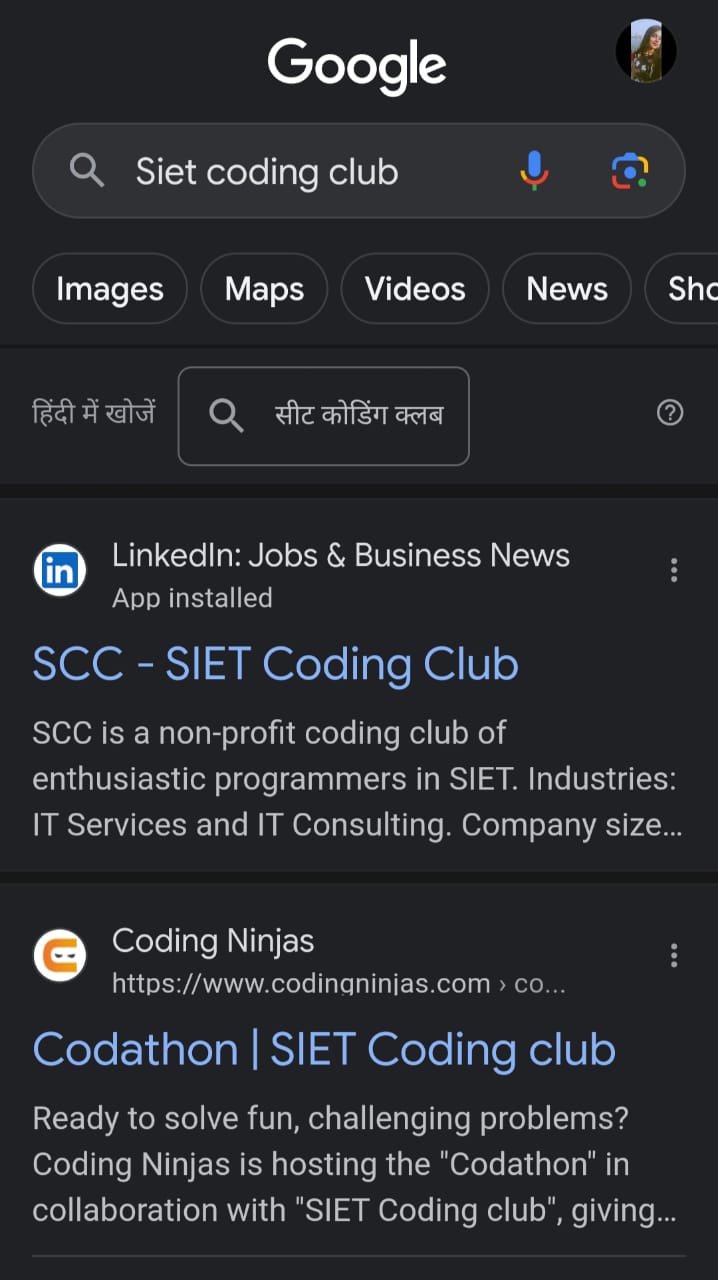 Google
Siet coding club
Images Maps Videos News Sho
हिंदी में खोजें सीट कोडिंग क्लब
LinkedIn: Jobs & Business News
App installed
SCC - SIET Coding Club
SCC is a non-profit coding club of
enthusiastic programmers in SIET. Industries:
IT Services and IT Consulting. Company size...
Coding Ninjas
https://www.codingninjas.com › co...
Codathon | SIET Coding club
Ready to solve fun, challenging problems?
Coding Ninjas is hosting the "Codathon" in
collaboration with "SIET Coding club", giving...